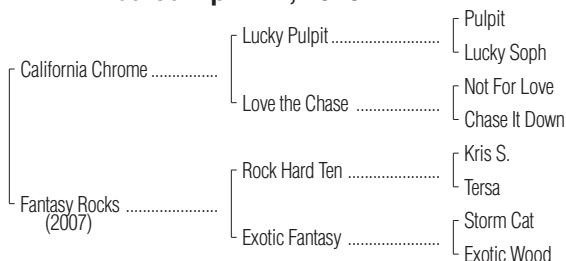 Pulpit
Lucky Pulpit
Lucky Soph
California Chrome
Not For Love
Love the Chase
Chase It Down
Kris S.
Rock Hard Ten
Tersa
Fantasy Rocks
(2007)
Storm Cat
Exotic Fantasy
Exotic Wood